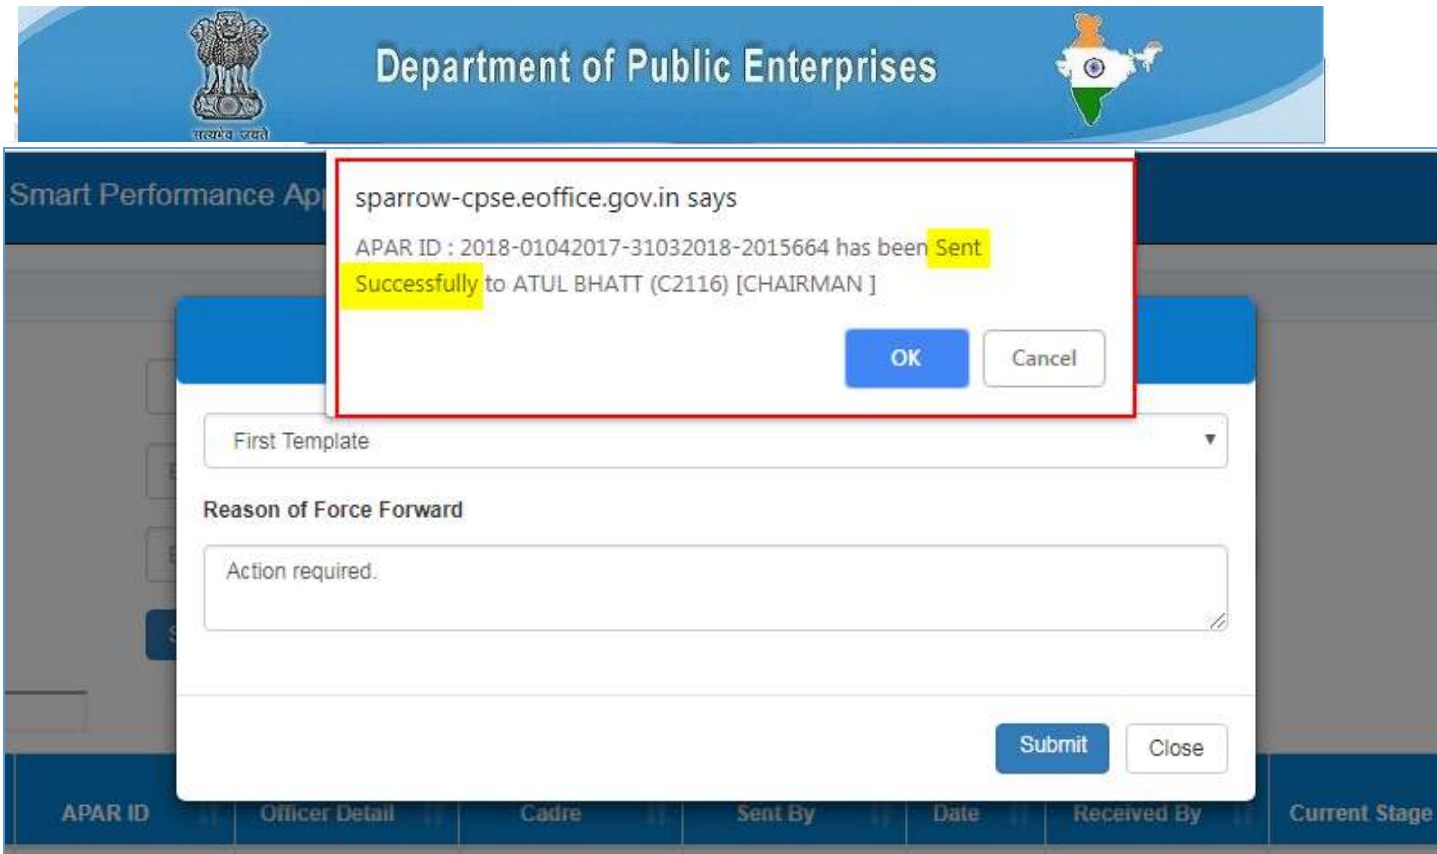 Department of Public Enterprises
सत्यमेव जयते
Smart Performance Ap
sparrow-cpse.eoffice.gov.in says
APAR ID : 2018-01042017-31032018-2015664 has been Sent
Successfully to ATUL BHATT (C2116) [CHAIRMAN ]
OK Cancel
First Template
Reason of Force Forward
Action required.
Submit Close
APAR ID Officer Detail Cadre Sent By Date Received By Current Stage